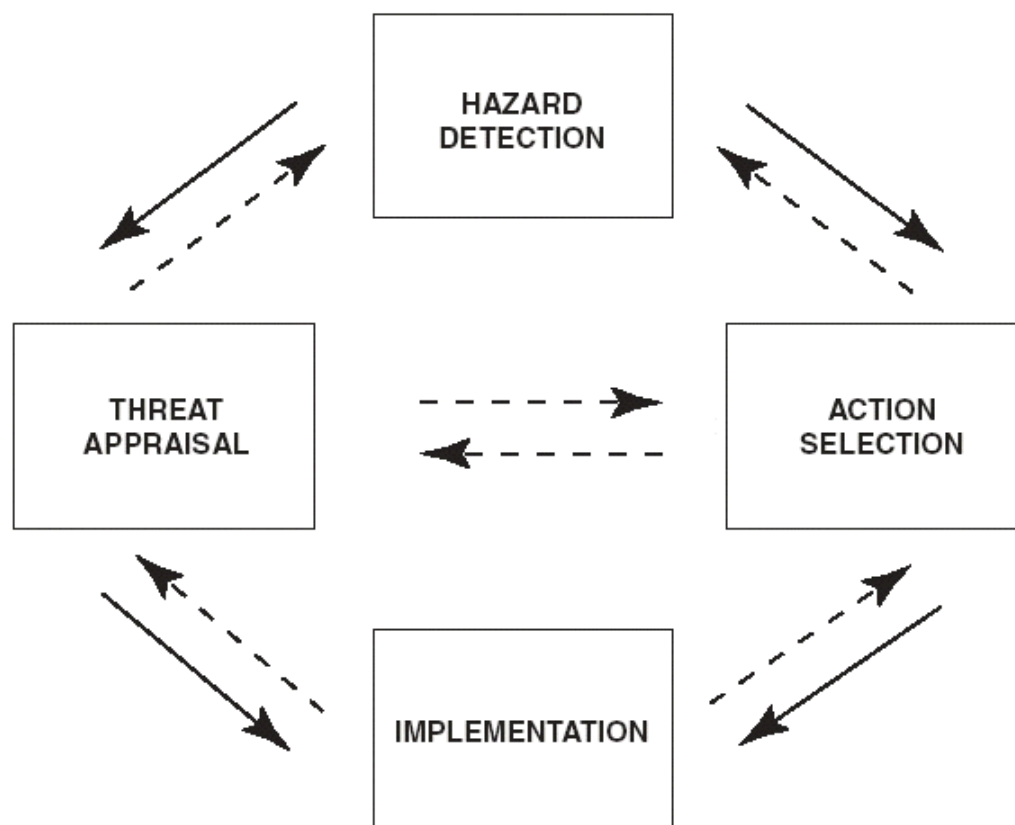 HAZARD
DETECTION
THREAT
APPRAISAL
ACTION
SELECTION
IMPLEMENTATION